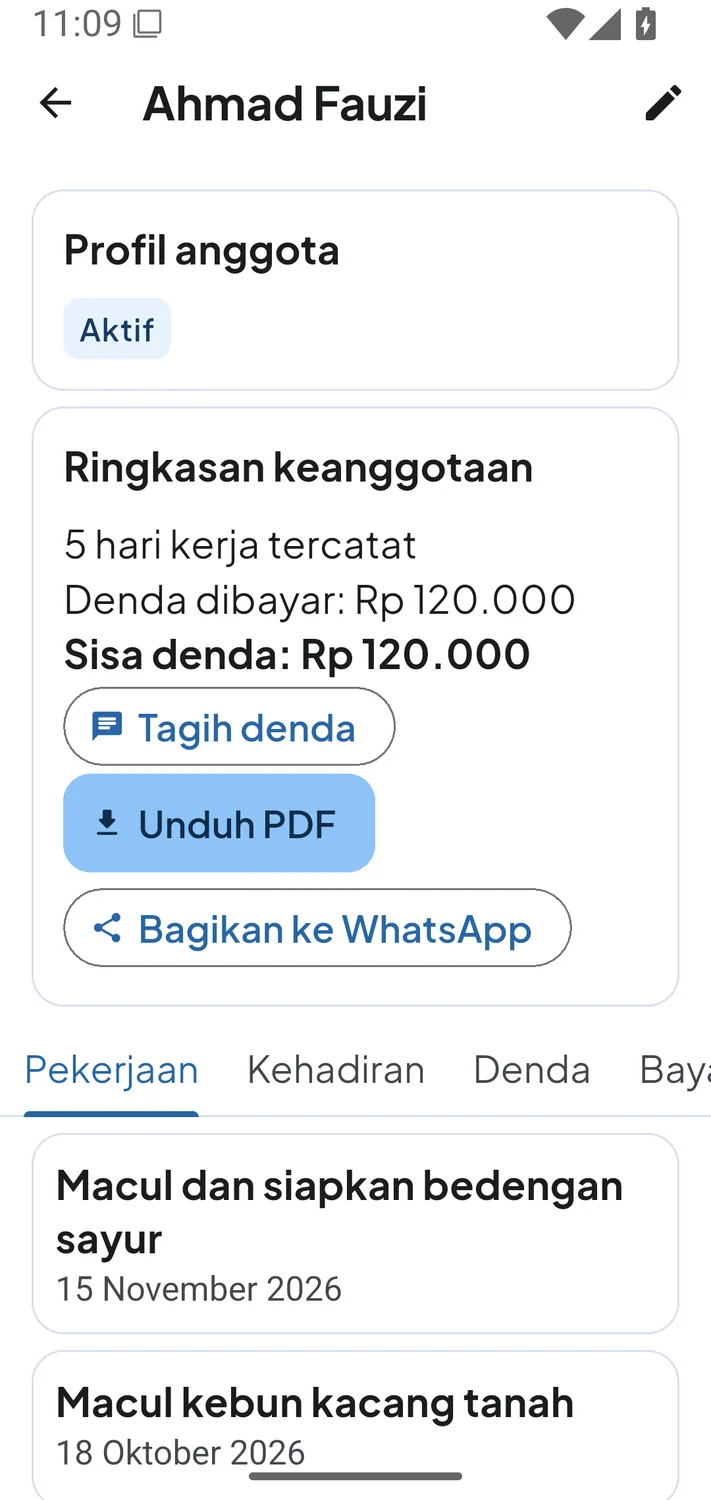 11:09
Ahmad Fauzi
Profil anggota
Aktif
Ringkasan keanggotaan
5 hari kerja tercatat
Denda dibayar: Rp 120.000
Sisa denda: Rp 120.000
Tagih denda
Unduh PDF
Bagikan ke WhatsApp
Pekerjaan Kehadiran Denda Baya
Macul dan siapkan bedengan
sayur
15 November 2026
Macul kebun kacang tanah
18 Oktober 2026